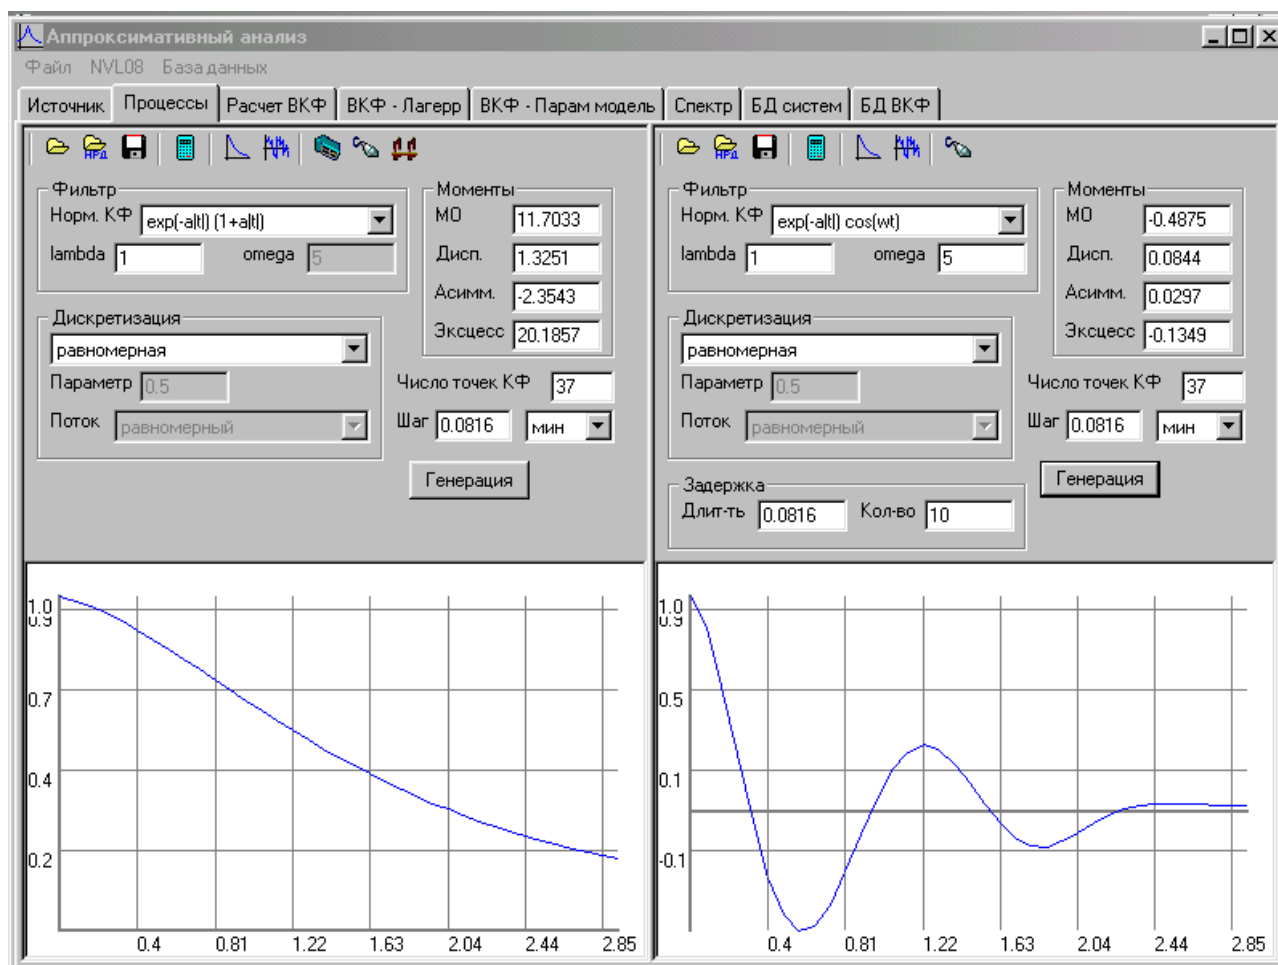 Аппроксимативный анализ
Файл NVL08 База данных
Источник Процессы Расчет ВКФ ВКФ - Лагерр ВКФ - Парам модель Спектр БД систем БД ВКФ
НРД
Фильтр
Норм. КФ exp(-a|t|) (1+a|t|)
lambda 1 omega 5
Моменты
МО 11.7033
Дисп. 1.3251
Асимм. -2.3543
Эксцесс 20.1857
Дискретизация
равномерная
Параметр 0.5
Поток равномерный
Число точек КФ 37
Шаг 0.0816 мин
Генерация
1.0
0.9
0.7
0.4
0.2
0.4 0.81 1.22 1.63 2.04 2.44 2.85
НРД
Фильтр
Норм. КФ exp(-a|t|) cos(wt)
lambda 1 omega 5
Моменты
МО -0.4875
Дисп. 0.0844
Асимм. 0.0297
Эксцесс -0.1349
Дискретизация
равномерная
Параметр 0.5
Поток равномерный
Число точек КФ 37
Шаг 0.0816 мин
Генерация
Задержка
Длит-ть 0.0816 Кол-во 10
1.0
0.9
0.5
0.1
-0.1
0.4 0.81 1.22 1.63 2.04 2.44 2.85